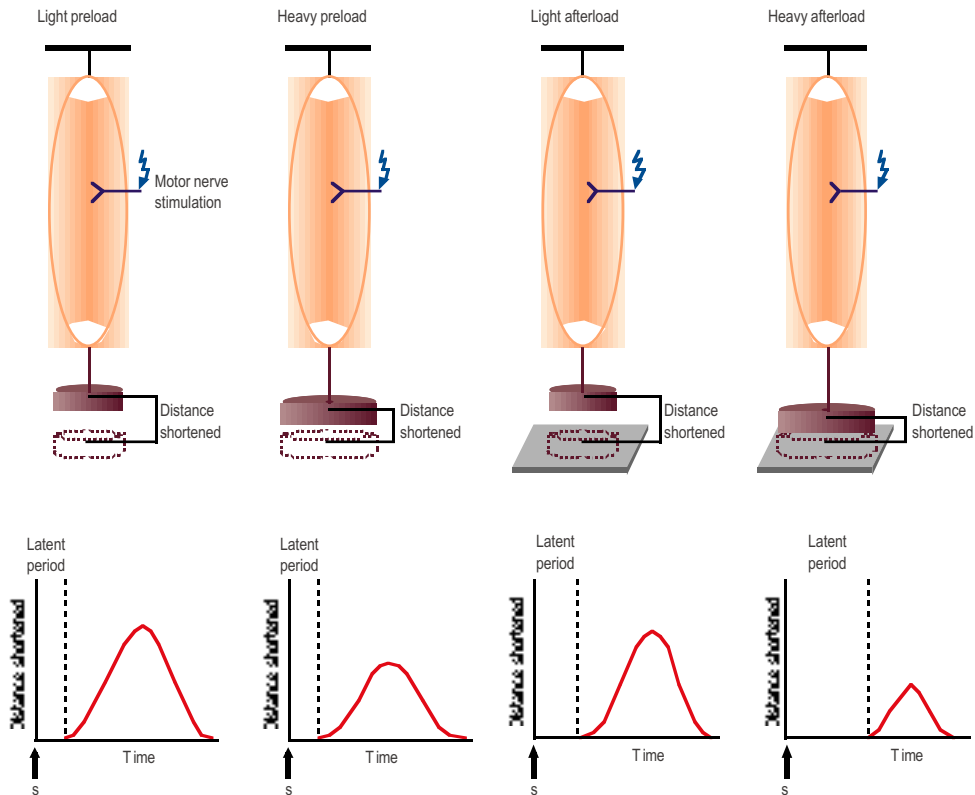 Light preload
Heavy preload
Light afterload
Heavy afterload
Motor nerve
stimulation
Distance
shortened
Distance
shortened
Distance
shortened
Distance
shortened
Latent
period
Distance shortened
Time
s
Latent
period
Distance shortened
Time
s
Latent
period
Distance shortened
Time
s
Latent
period
Distance shortened
Time
s